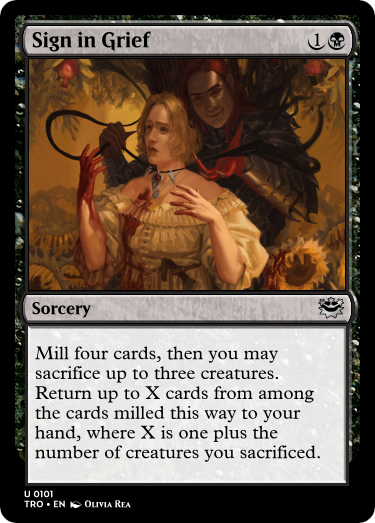 Sign in Grief 1
Sorcery
Mill four cards, then you may
sacrifice up to three creatures.
Return up to X cards from among
the cards milled this way to your
hand, where X is one plus the
number of creatures you sacrificed.
U 0101
TRO • EN Olivia Rea